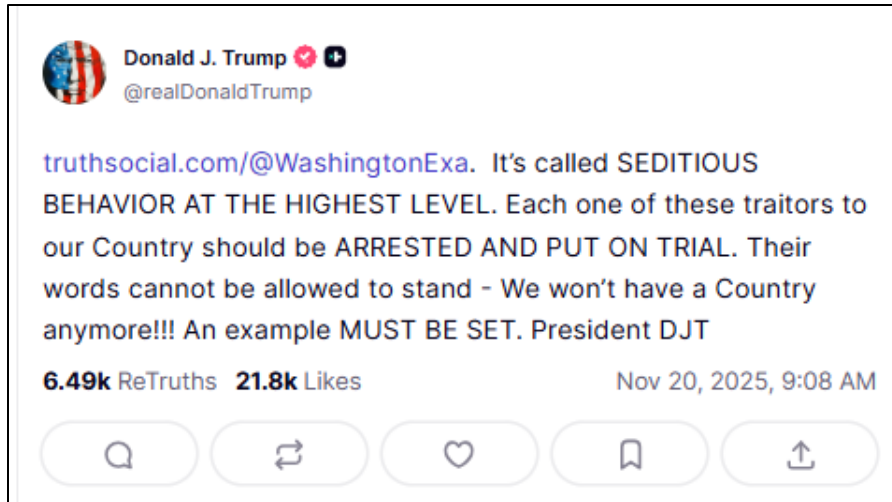 Donald J. Trump
@realDonaldTrump
truthsocial.com/@WashingtonExa.  It’s called SEDITIOUS
BEHAVIOR AT THE HIGHEST LEVEL. Each one of these traitors to
our Country should be ARRESTED AND PUT ON TRIAL. Their
words cannot be allowed to stand - We won’t have a Country
anymore!!! An example MUST BE SET. President DJT
6.49k ReTruths 21.8k Likes Nov 20, 2025, 9:08 AM